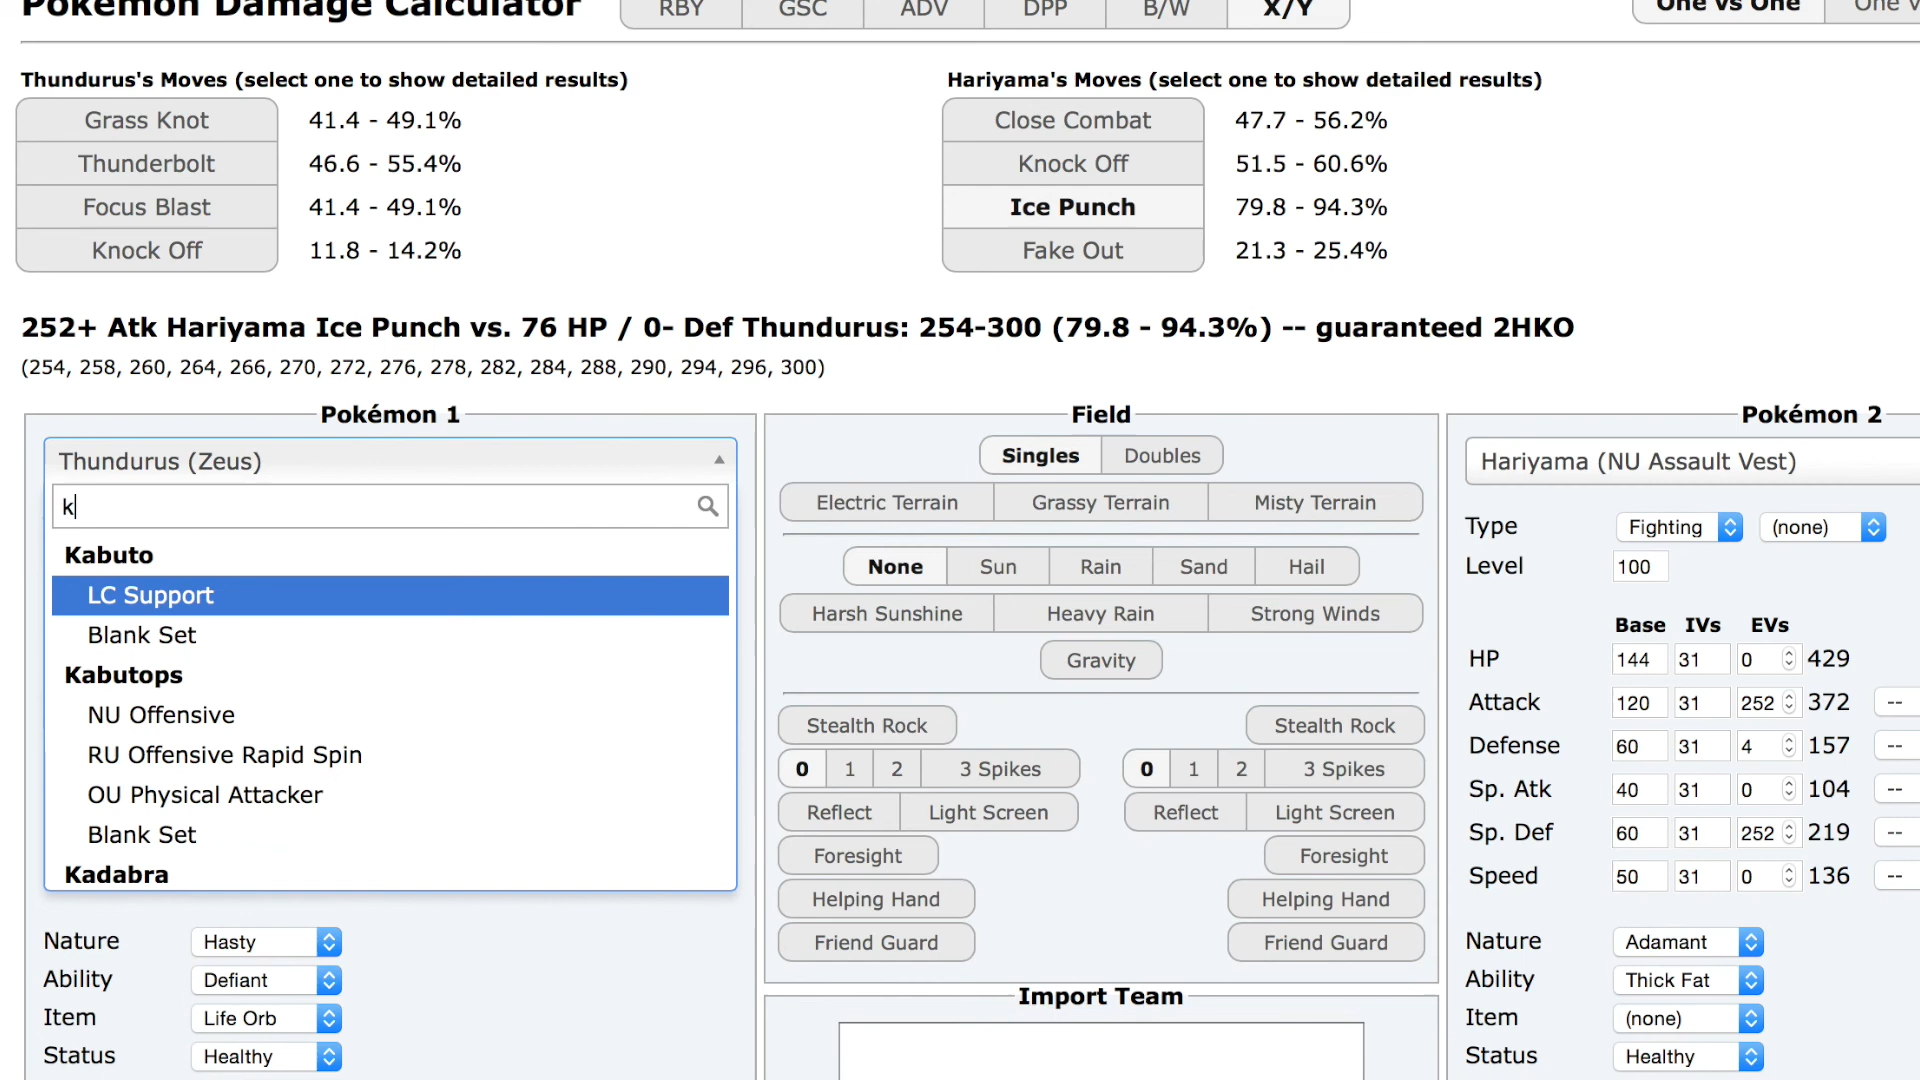 Pokémon Damage Calculator
RBY GSC ADV DPP B/W X/Y
One vs One One v
Thundurus's Moves (select one to show detailed results)
Grass Knot 41.4 - 49.1%
Thunderbolt 46.6 - 55.4%
Focus Blast 41.4 - 49.1%
Knock Off 11.8 - 14.2%
Hariyama's Moves (select one to show detailed results)
Close Combat 47.7 - 56.2%
Knock Off 51.5 - 60.6%
Ice Punch 79.8 - 94.3%
Fake Out 21.3 - 25.4%
252+ Atk Hariyama Ice Punch vs. 76 HP / 0- Def Thundurus: 254-300 (79.8 - 94.3%) -- guaranteed 2HKO
(254, 258, 260, 264, 266, 270, 272, 276, 278, 282, 284, 288, 290, 294, 296, 300)
Pokémon 1
Thundurus (Zeus)
k
Kabuto
LC Support
Blank Set
Kabutops
NU Offensive
RU Offensive Rapid Spin
OU Physical Attacker
Blank Set
Kadabra
Nature Hasty
Ability Defiant
Item Life Orb
Status Healthy
Field
Singles Doubles
Electric Terrain Grassy Terrain Misty Terrain
None Sun Rain Sand Hail
Harsh Sunshine Heavy Rain Strong Winds
Gravity
Stealth Rock Stealth Rock
0 1 2 3 Spikes 0 1 2 3 Spikes
Reflect Light Screen Reflect Light Screen
Foresight Foresight
Helping Hand Helping Hand
Friend Guard Friend Guard
Import Team
Pokémon 2
Hariyama (NU Assault Vest)
Type Fighting (none)
Level 100
Base IVs EVs
HP 144 31 0 429
Attack 120 31 252 372 --
Defense 60 31 4 157 --
Sp. Atk 40 31 0 104 --
Sp. Def 60 31 252 219 --
Speed 50 31 0 136 --
Nature Adamant
Ability Thick Fat
Item (none)
Status Healthy